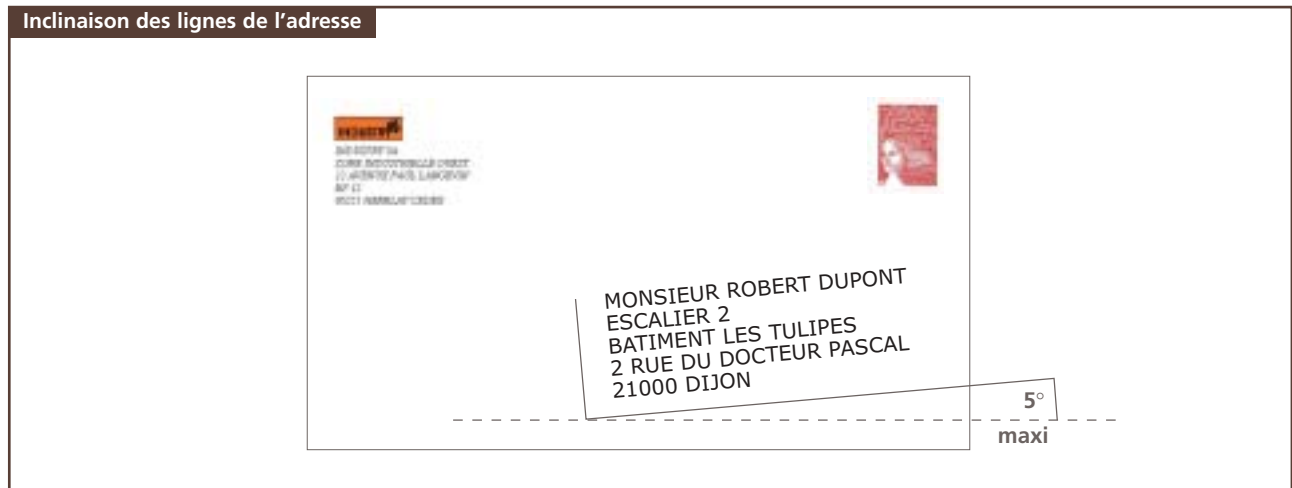 Inclinaison des lignes de l'adresse
MONSIEUR ROBERT DUPONT
ESCALIER 2
BATIMENT LES TULIPES
2 RUE DU DOCTEUR PASCAL
21000 DIJON
5°
maxi